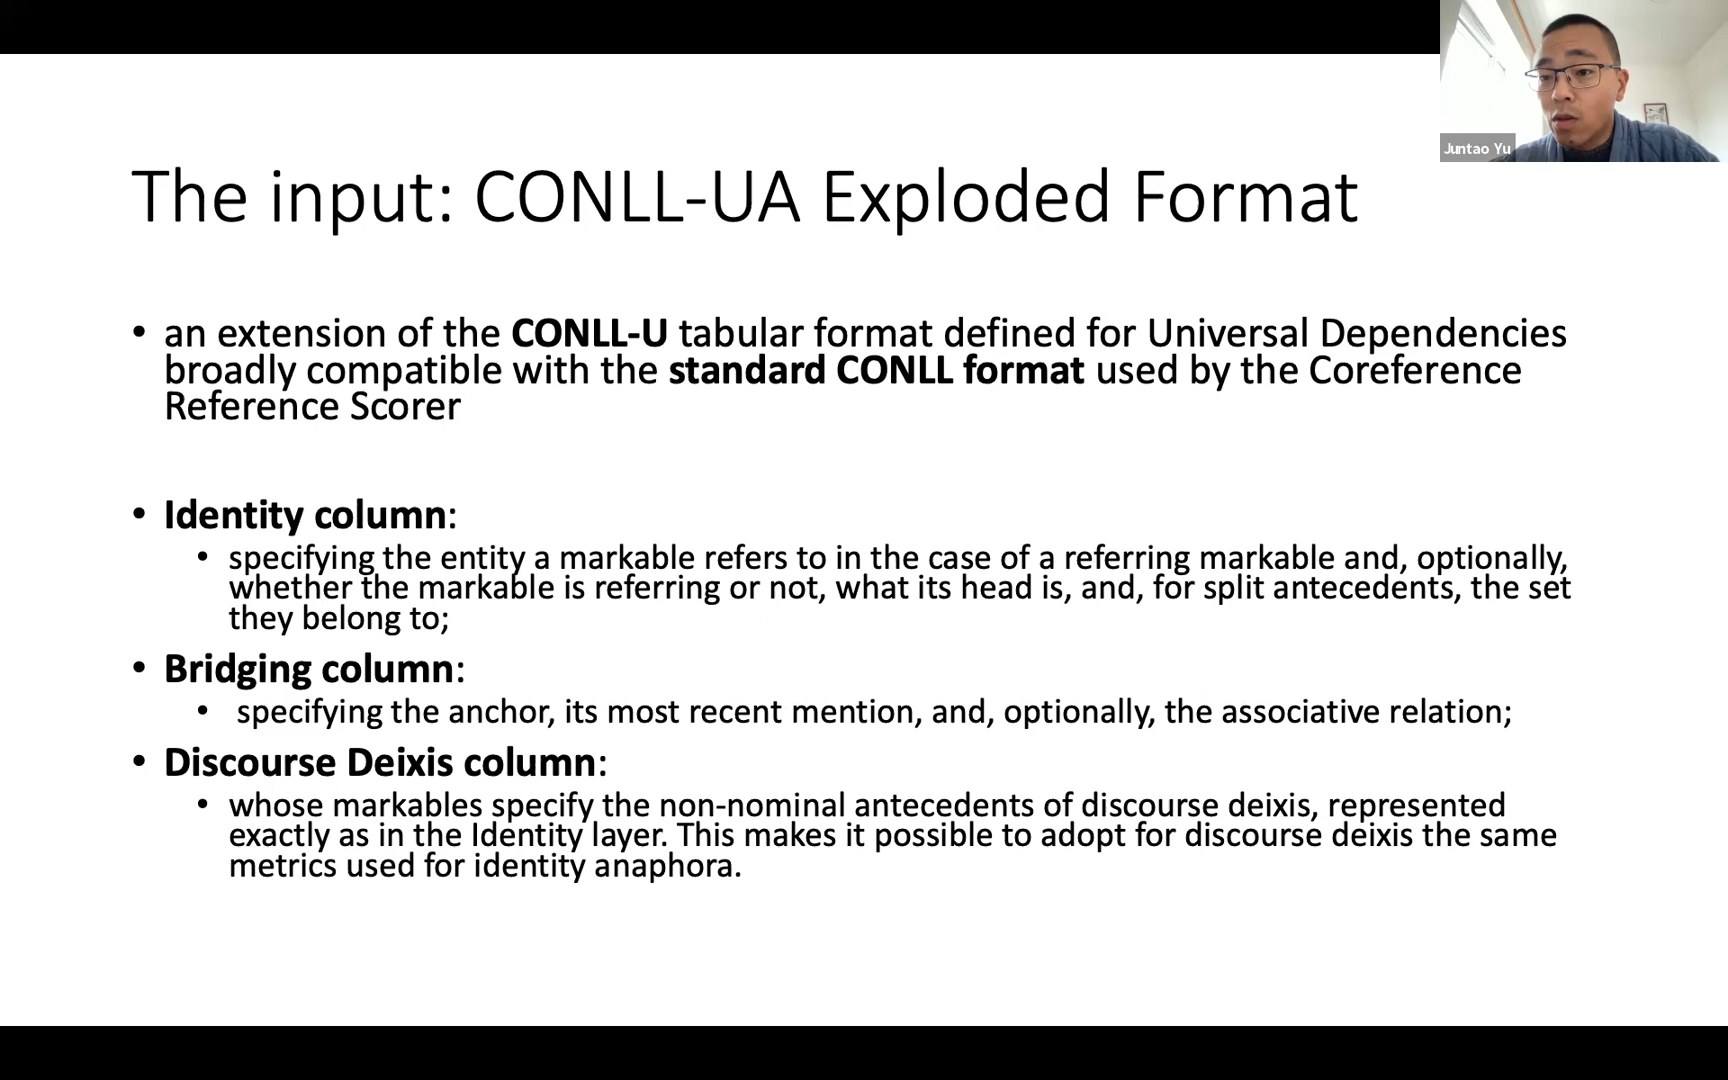 Juntao Yu
The input: CONLL-UA Exploded Format
• an extension of the CONLL-U tabular format defined for Universal Dependencies
broadly compatible with the standard CONLL format used by the Coreference
Reference Scorer
• Identity column:
• specifying the entity a markable refers to in the case of a referring markable and, optionally,
whether the markable is referring or not, what its head is, and, for split antecedents, the set
they belong to;
• Bridging column:
• specifying the anchor, its most recent mention, and, optionally, the associative relation;
• Discourse Deixis column:
• whose markables specify the non-nominal antecedents of discourse deixis, represented
exactly as in the Identity layer. This makes it possible to adopt for discourse deixis the same
metrics used for identity anaphora.